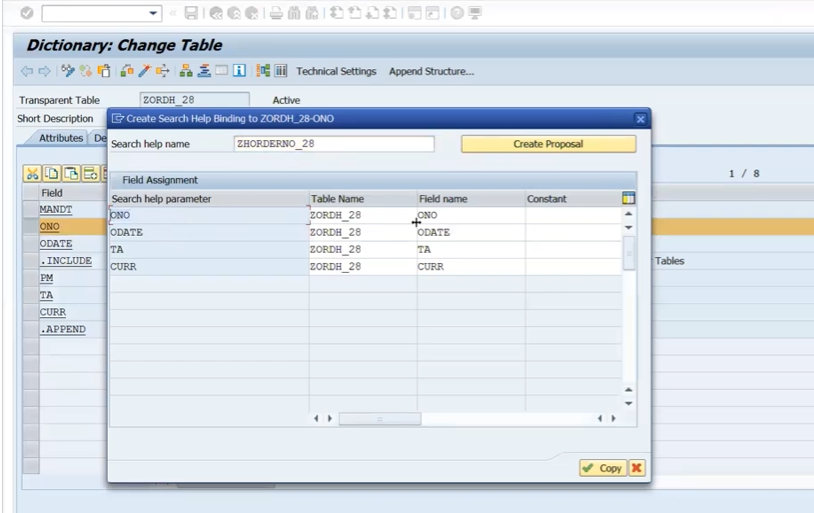 Dictionary: Change Table
Technical Settings Append Structure...
Transparent Table ZORDH_28 Active
Short Description
Create Search Help Binding to ZORDH_28-ONO
Attributes De
Search help name ZHORDERNO_28 Create Proposal
1 / 8
Field Assignment
Field
Search help parameter Table Name Field name Constant
MANDT
ONO ZORDH_28 ONO
ONO
ODATE ZORDH_28 ODATE
ODATE
TA ZORDH_28 TA
.INCLUDE
CURR ZORDH_28 CURR
Tables
PM
TA
CURR
.APPEND
Copy